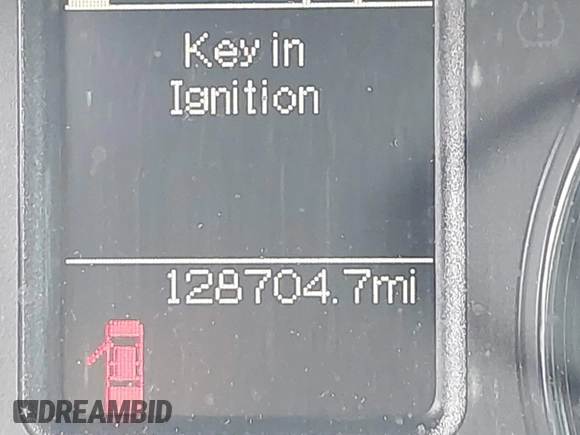 Key in
Ignition
128704.7mi
DREAMBID